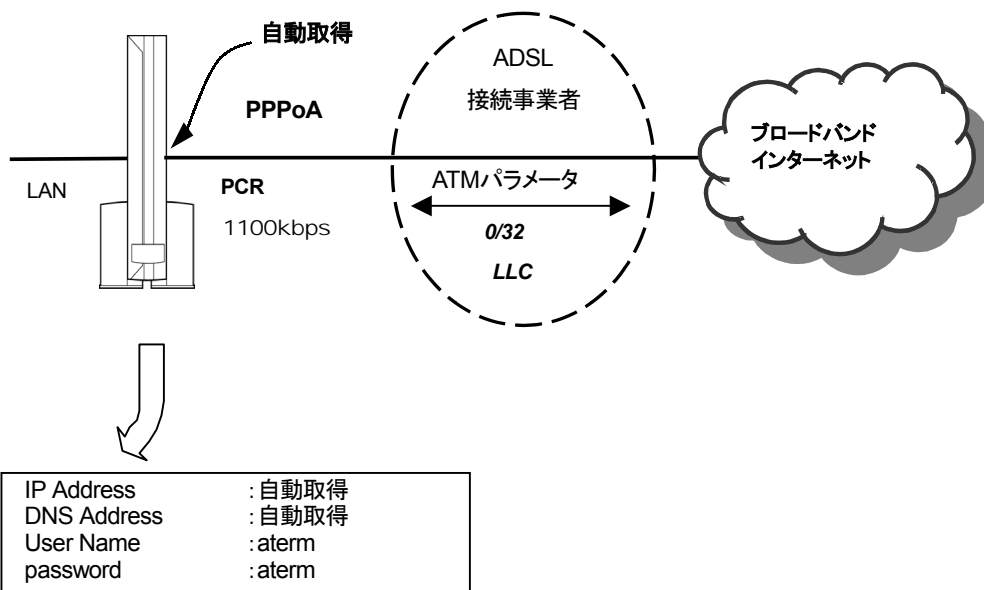 自動取得
PPPoA
ADSL
接続事業者
ブロードバンド
インターネット
LAN
PCR
1100kbps
ATMパラメータ
0/32
LLC
IP Address :自動取得
DNS Address :自動取得
User Name :aterm
password :aterm